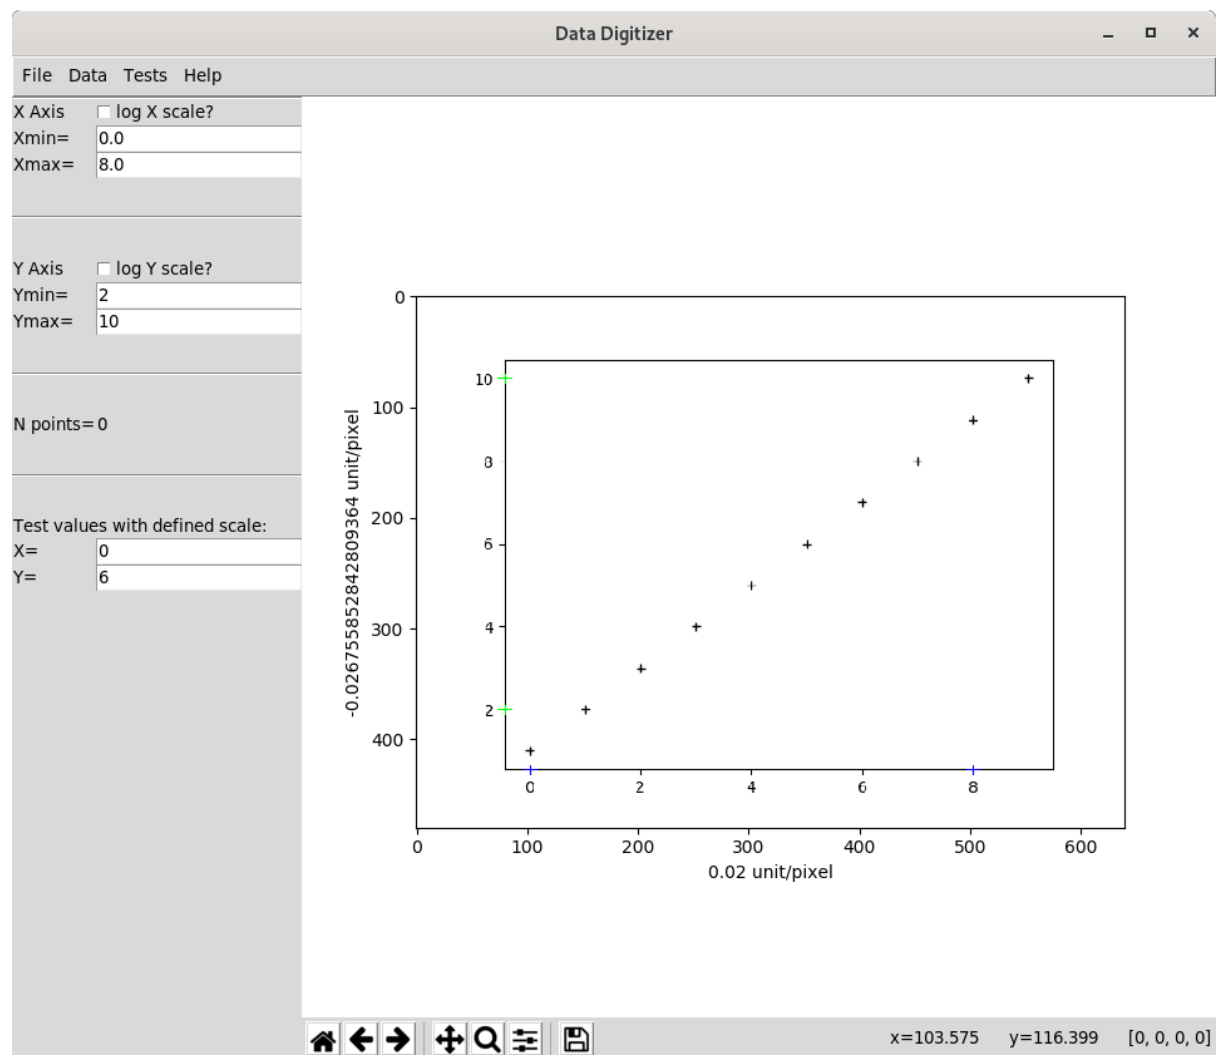 Data Digitizer
File Data Tests Help
X Axis log X scale?
Xmin= 0.0
Xmax= 8.0
Y Axis log Y scale?
Ymin= 2
Ymax= 10
N points= 0
Test values with defined scale:
X= 0
Y= 6
0
100
200
300
400
-0.0267558528428093​64 unit/pixel
10
8
6
4
2
0 2 4 6 8
0 100 200 300 400 500 600
0.02 unit/pixel
x=103.575 y=116.399 [0, 0, 0, 0]